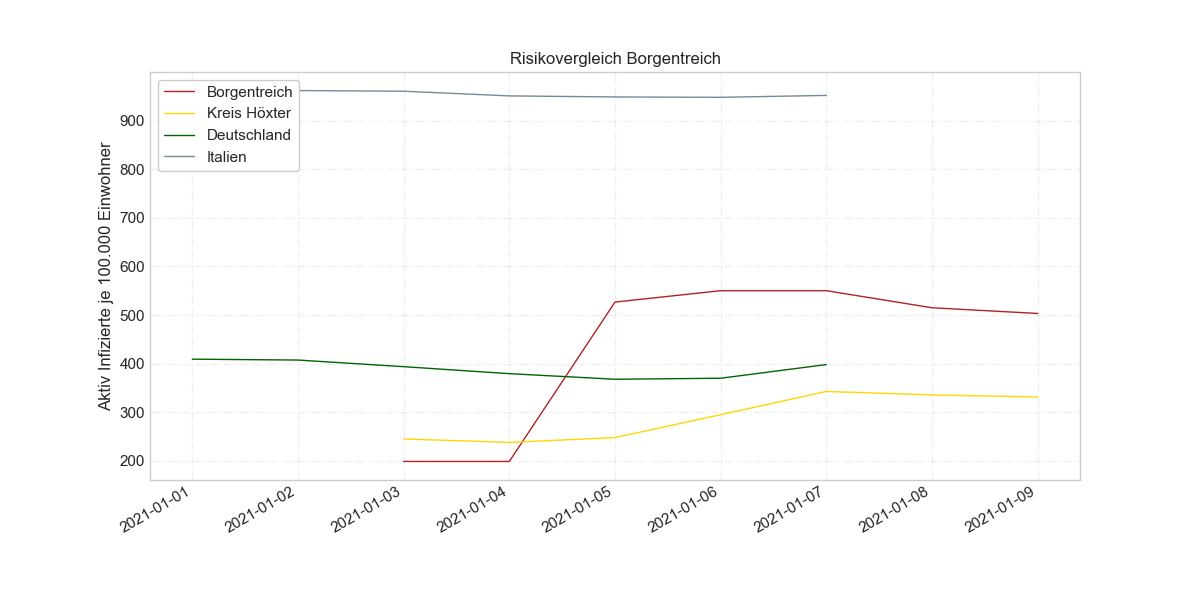 Risikovergleich Borgentreich
Aktiv Infizierte je 100.000 Einwohner
Borgentreich
Kreis Höxter
Deutschland
Italien
900
800
700
600
500
400
300
200
2021-01-01
2021-01-02
2021-01-03
2021-01-04
2021-01-05
2021-01-06
2021-01-07
2021-01-08
2021-01-09